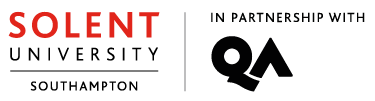 SOLENT
UNIVERSITY
SOUTHAMPTON
IN PARTNERSHIP WITH
QA